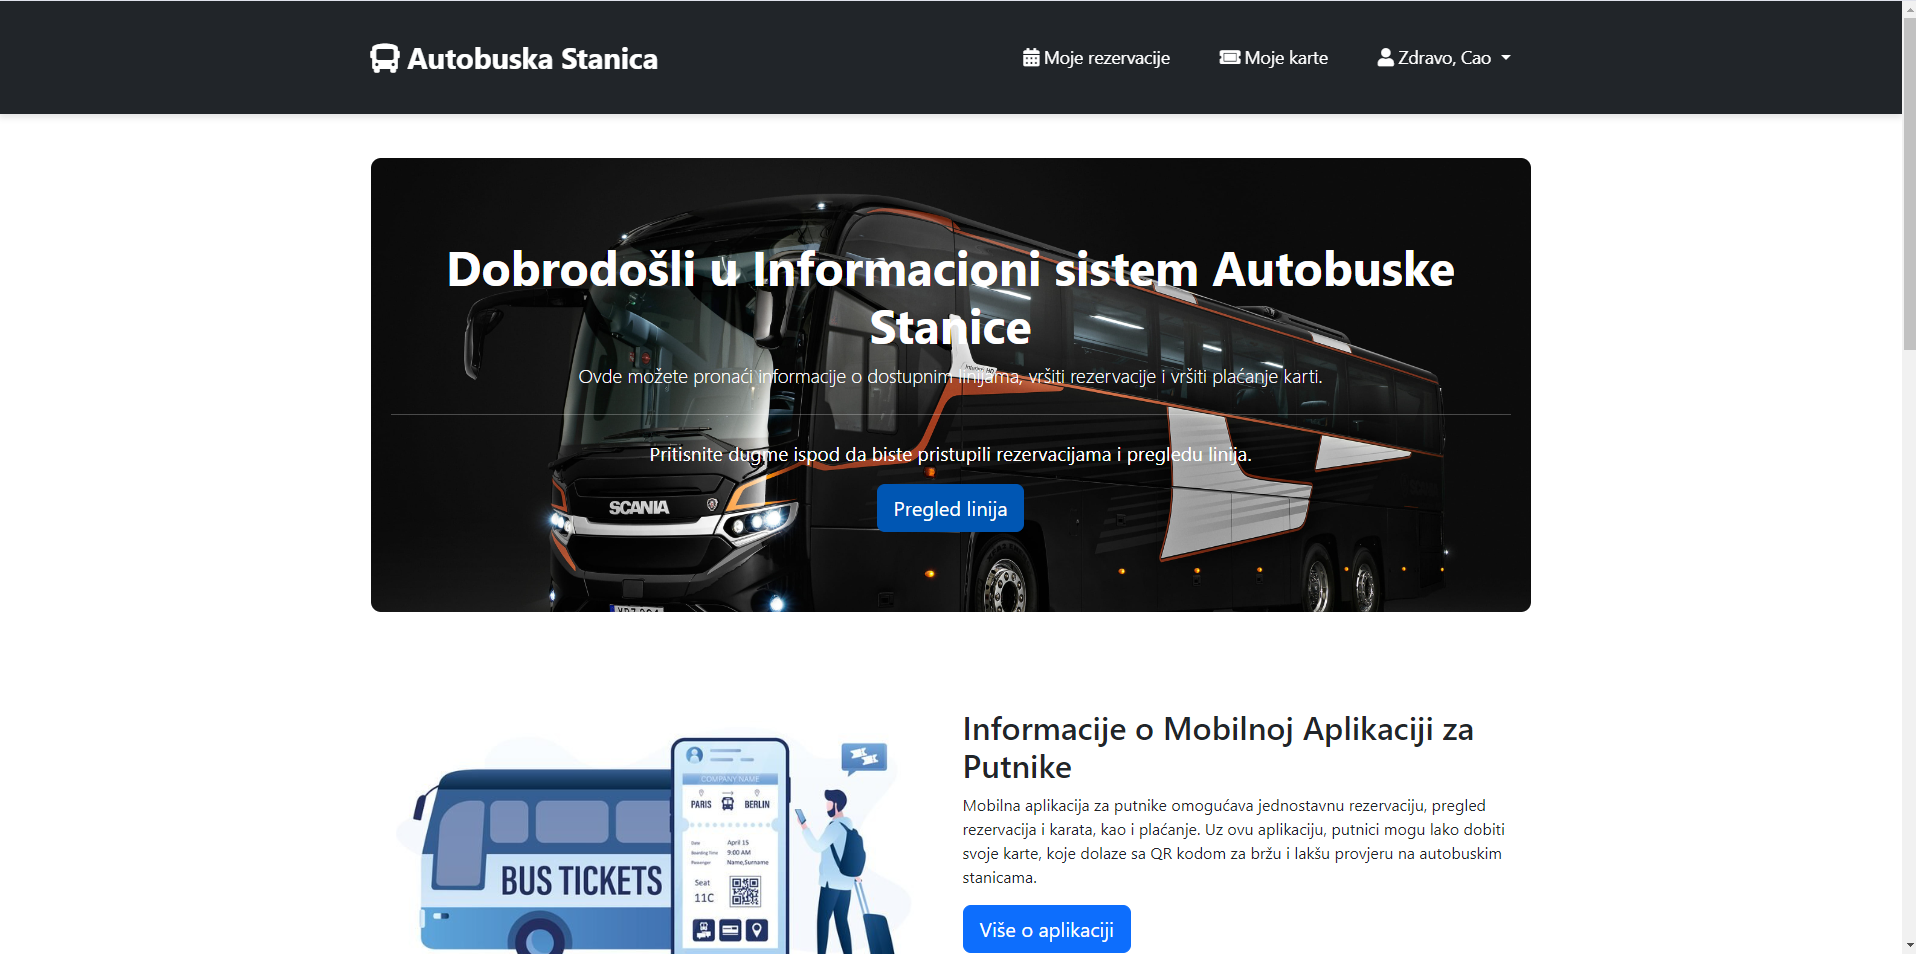 Autobuska Stanica
Moje rezervacije
Moje karte
Zdravo, Cao
Dobrodošli u Informacioni sistem Autobuske
Stanice
Ovde možete pronaći informacije o dostupnim linijama, vršiti rezervacije i vršiti plaćanje karti.
Pritisnite dugme ispod da biste pristupili rezervacijama i pregledu linija.
Pregled linija
SCANIA
Informacije o Mobilnoj Aplikaciji za
Putnike
Mobilna aplikacija za putnike omogućava jednostavnu rezervaciju, pregled
rezervacija i karata, kao i plaćanje. Uz ovu aplikaciju, putnici mogu lako dobiti
svoje karte, koje dolaze sa QR kodom za bržu i lakšu provjeru na autobuskim
stanicama.
Više o aplikaciji
COMPANY NAME
PARIS BERLIN
Date April 15
Boarding Time 9:00 AM
Passenger Name,Surname
Seat
11C
BUS TICKETS